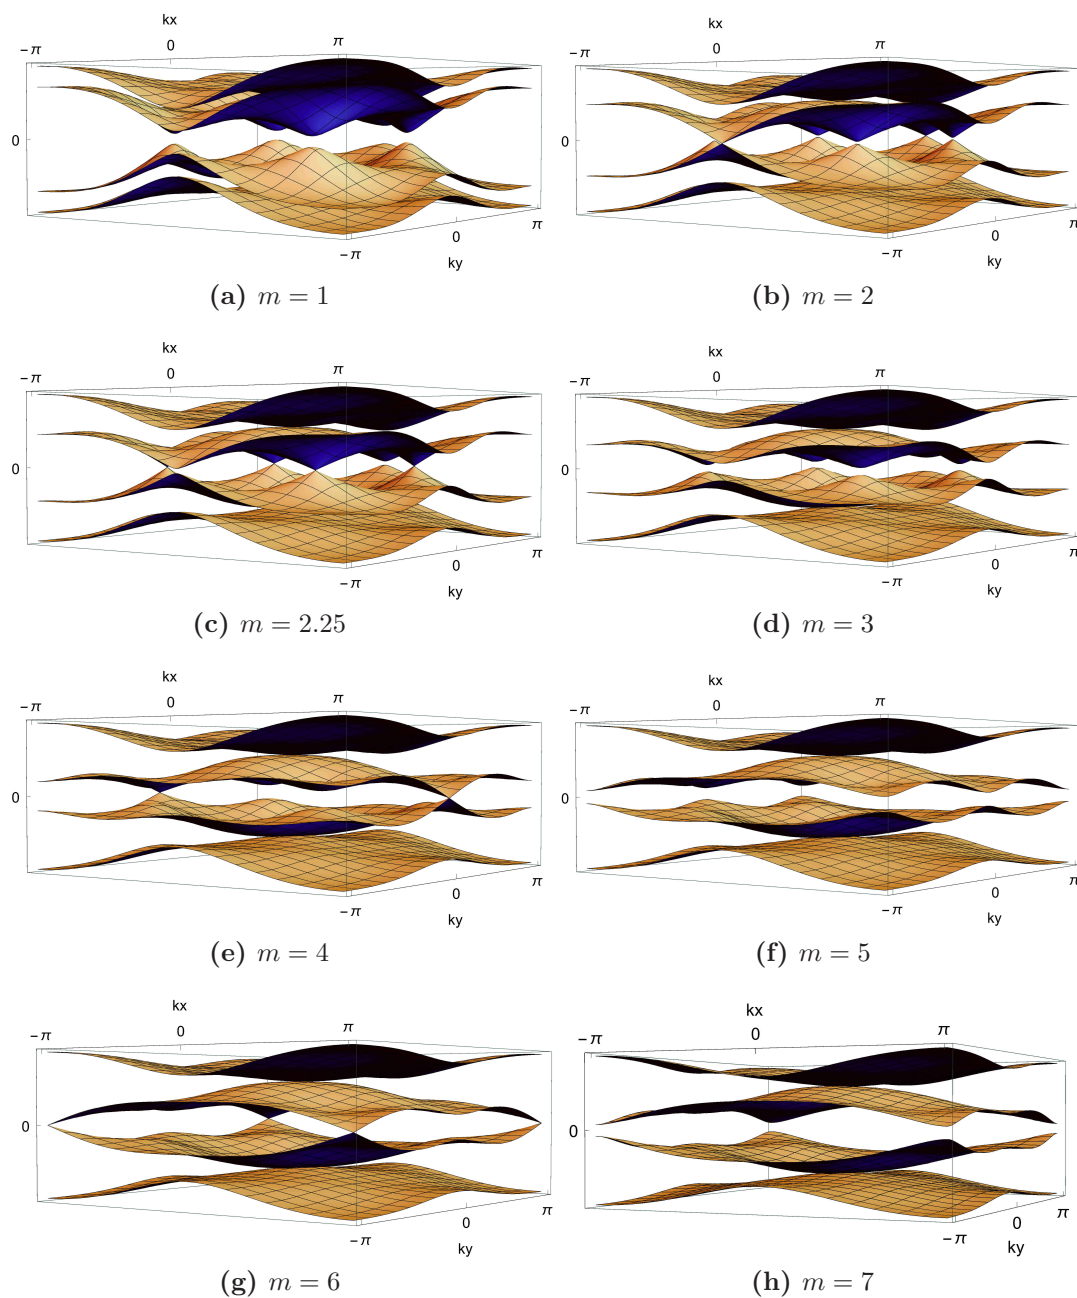 kx
−π 0 π
0
0 π
−π
ky
(a) m = 1
kx
−π 0 π
0
0 π
−π
ky
(b) m = 2
kx
−π 0 π
0
0 π
−π
ky
(c) m = 2.25
kx
−π 0 π
0
0 π
−π
ky
(d) m = 3
kx
−π 0 π
0
0 π
−π
ky
(e) m = 4
kx
−π 0 π
0
0 π
−π
ky
(f) m = 5
kx
−π 0 π
0
0 π
−π
ky
(g) m = 6
kx
−π 0 π
0
0 π
−π
ky
(h) m = 7